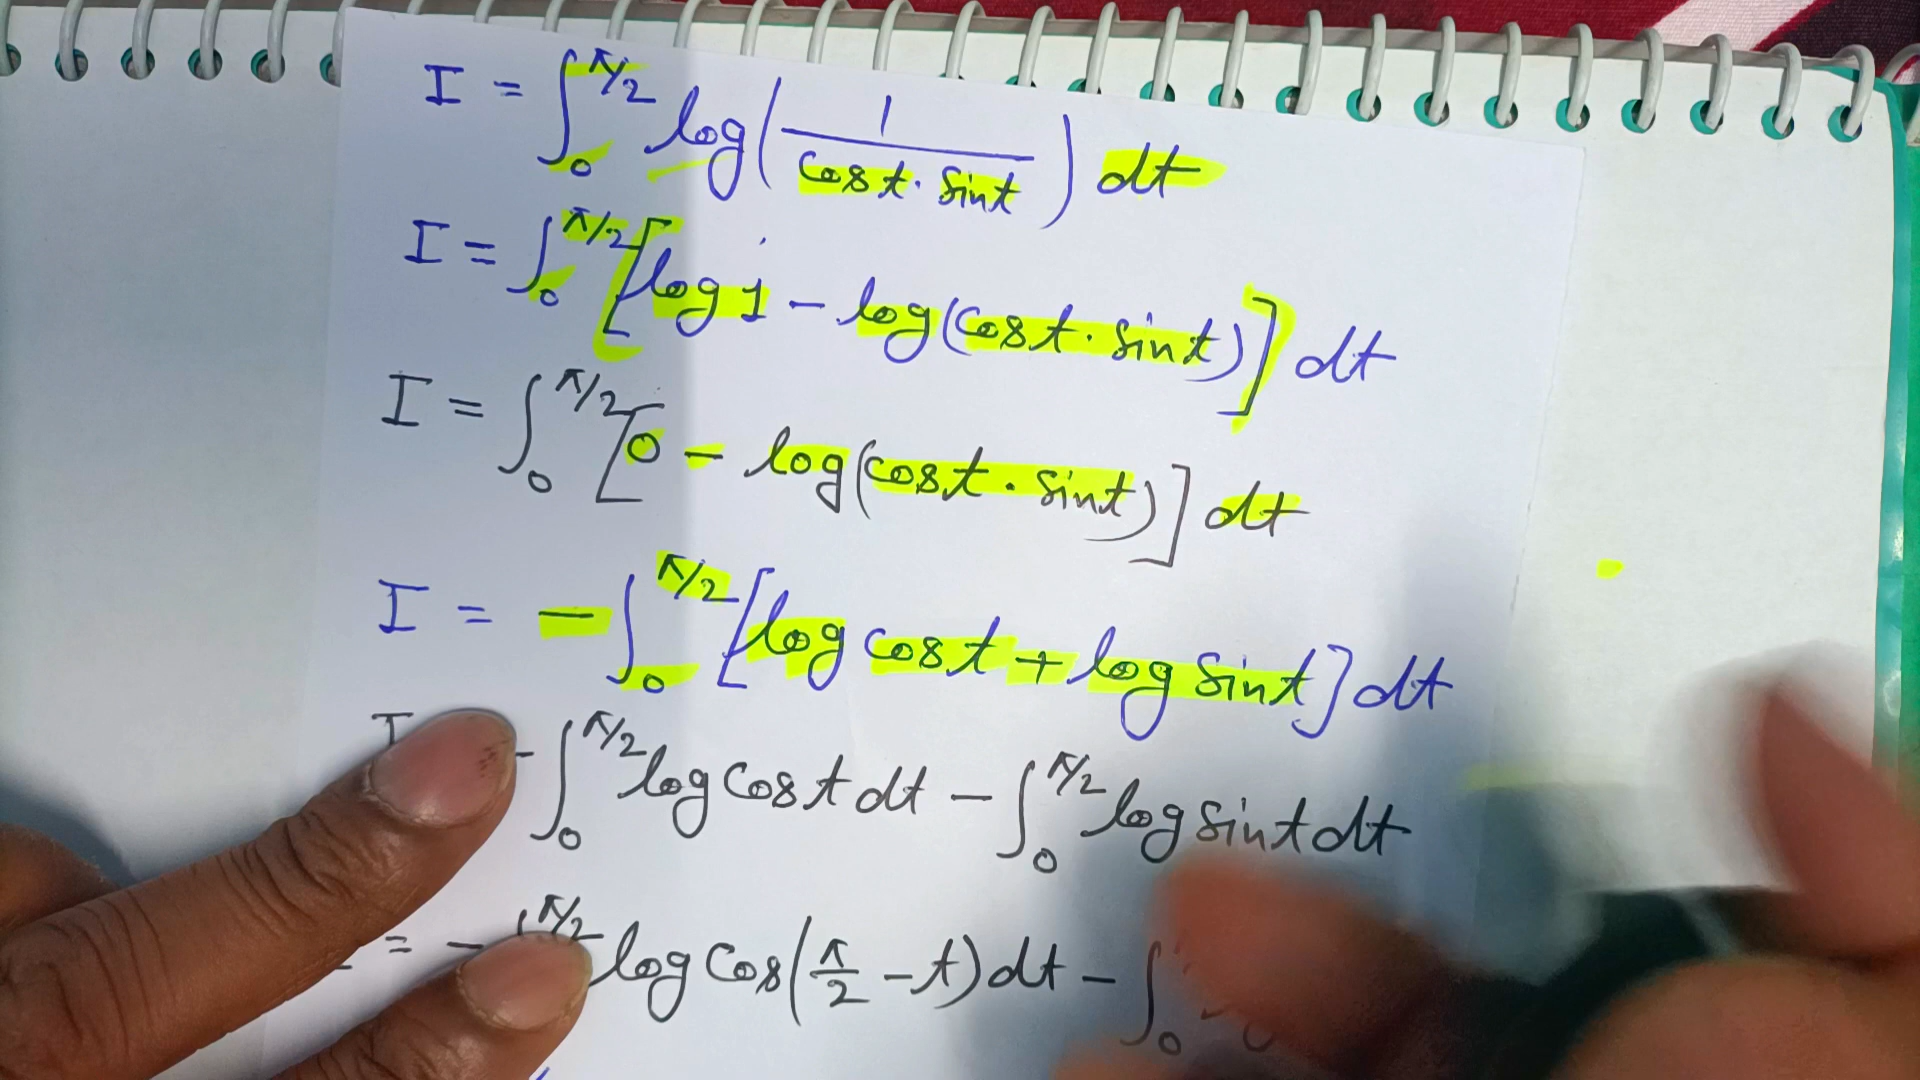 I = ∫₀^π/2 log(1/(cos t · sin t)) dt
I = ∫₀^π/2 [log 1 − log(cos t · sin t)] dt
I = ∫₀^π/2 [0 − log(cos t · sin t)] dt
I = − ∫₀^π/2 [log cos t + log sin t] dt
I − ∫₀^π/2 log cos t dt − ∫₀^π/2 log sin t dt
= − ∫^π/2 log cos(π/2 − t) dt − ∫₀